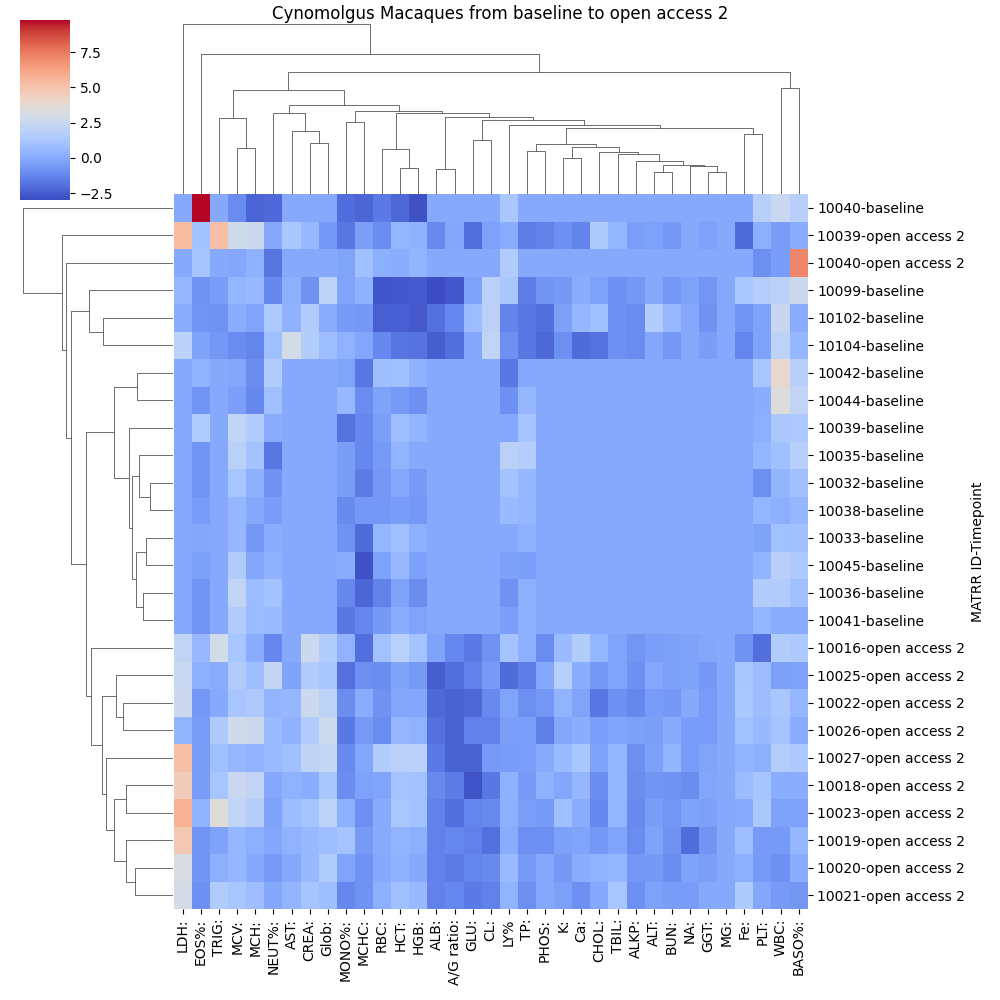 Cynomolgus Macaques from baseline to open access 2
7.5
5.0
2.5
0.0
−2.5
10040-baseline
10039-open access 2
10040-open access 2
10099-baseline
10102-baseline
10104-baseline
10042-baseline
10044-baseline
10039-baseline
10035-baseline
10032-baseline
10038-baseline
10033-baseline
10045-baseline
10036-baseline
10041-baseline
10016-open access 2
10025-open access 2
10022-open access 2
10026-open access 2
10027-open access 2
10018-open access 2
10023-open access 2
10019-open access 2
10020-open access 2
10021-open access 2
MATRR ID-Timepoint
LDH:
EOS%:
TRIG:
MCV:
MCH:
NEUT%:
AST:
CREA:
Glob:
MONO%:
MCHC:
RBC:
HCT:
HGB:
ALB:
A/G ratio:
GLU:
CL:
LY%
TP:
PHOS:
K:
Ca:
CHOL:
TBIL:
ALKP:
ALT:
BUN:
NA:
GGT:
MG:
Fe:
PLT:
WBC:
BASO%: